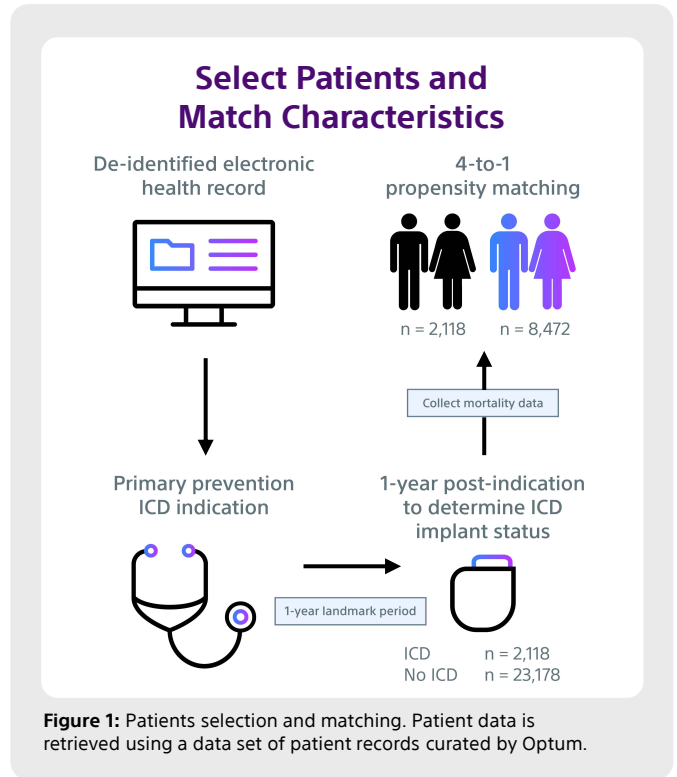 Select Patients and
Match Characteristics
De-identified electronic
health record
4-to-1
propensity matching
n = 2,118
n = 8,472
Collect mortality data
Primary prevention
ICD indication
1-year post-indication
to determine ICD
implant status
1-year landmark period
ICD n = 2,118
No ICD n = 23,178
Figure 1: Patients selection and matching. Patient data is
retrieved using a data set of patient records curated by Optum.